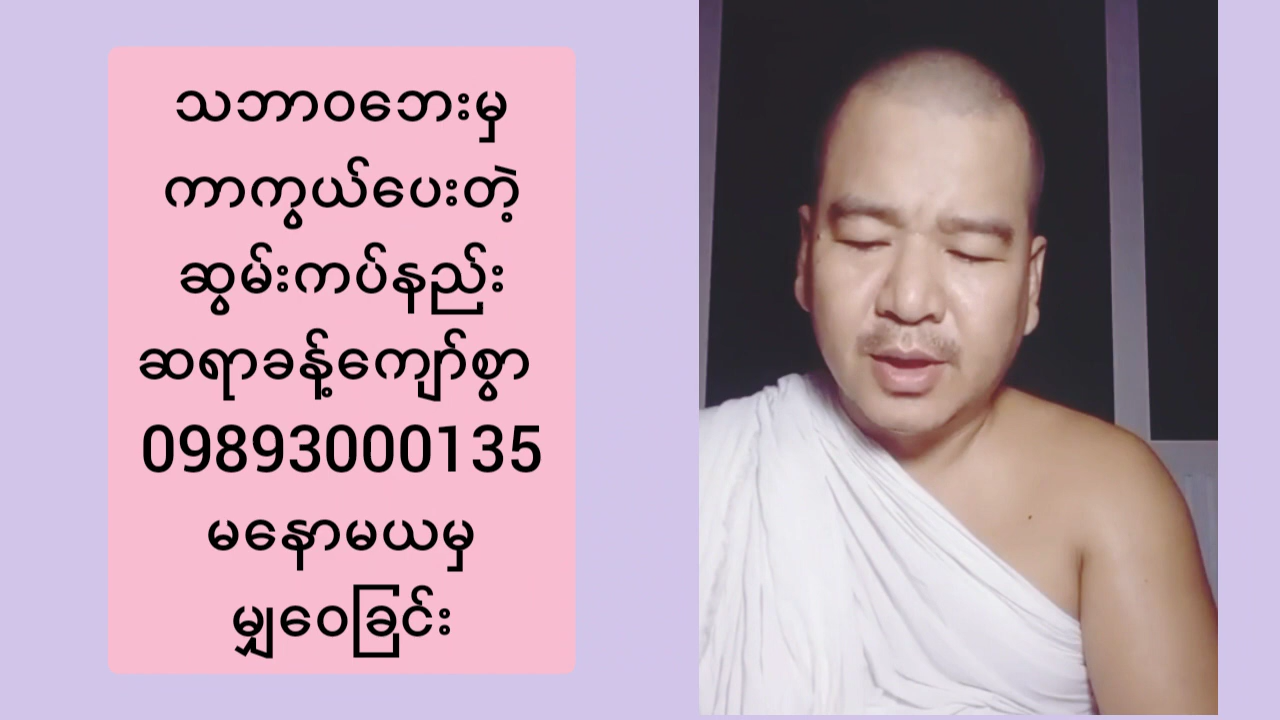 သဘာဝဘေးမှ
ကာကွယ်ပေးတဲ့
ဆွမ်းကပ်နည်း
ဆရာခန့်ကျော်စွာ
09893000135
မနောမယမှ
မျှဝေခြင်း